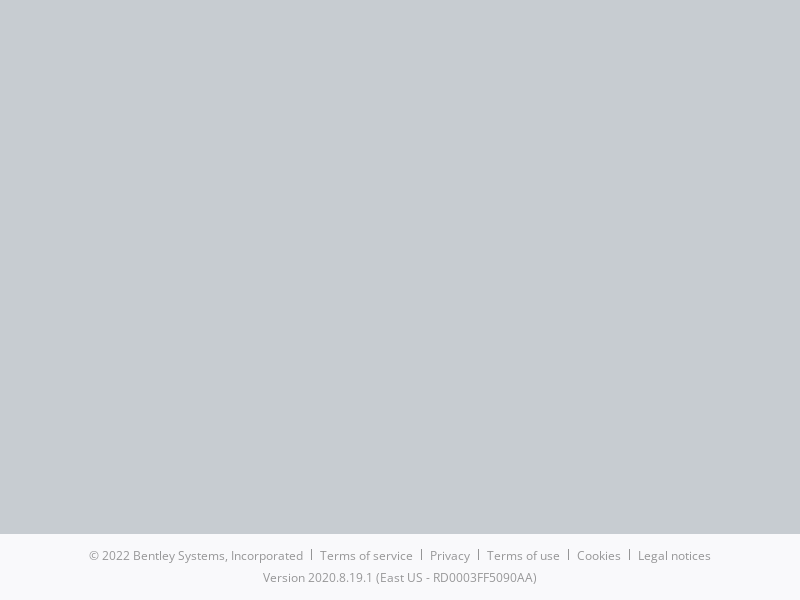 © 2022 Bentley Systems, Incorporated | Terms of service | Privacy | Terms of use | Cookies | Legal notices
Version 2020.8.19.1 (East US - RD0003FF5090AA)